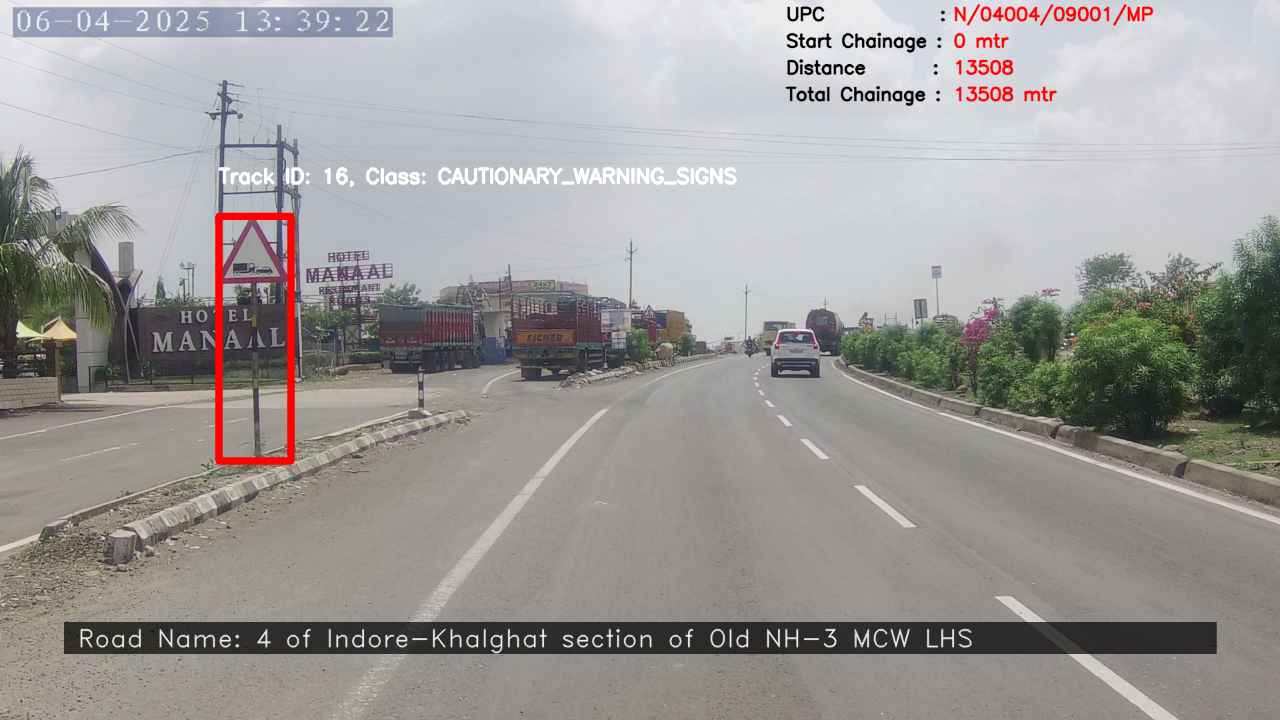 06-04-2025 13:39:22
UPC : N/04004/09001/MP
Start Chainage : 0 mtr
Distance : 13508
Total Chainage : 13508 mtr
Track ID: 16, Class: CAUTIONARY_WARNING_SIGNS
HOTEL
MANAAL
RESTAURANT
HOTEL
MANAAL
EICHER
Road Name: 4 of Indore-Khalghat section of Old NH-3 MCW LHS